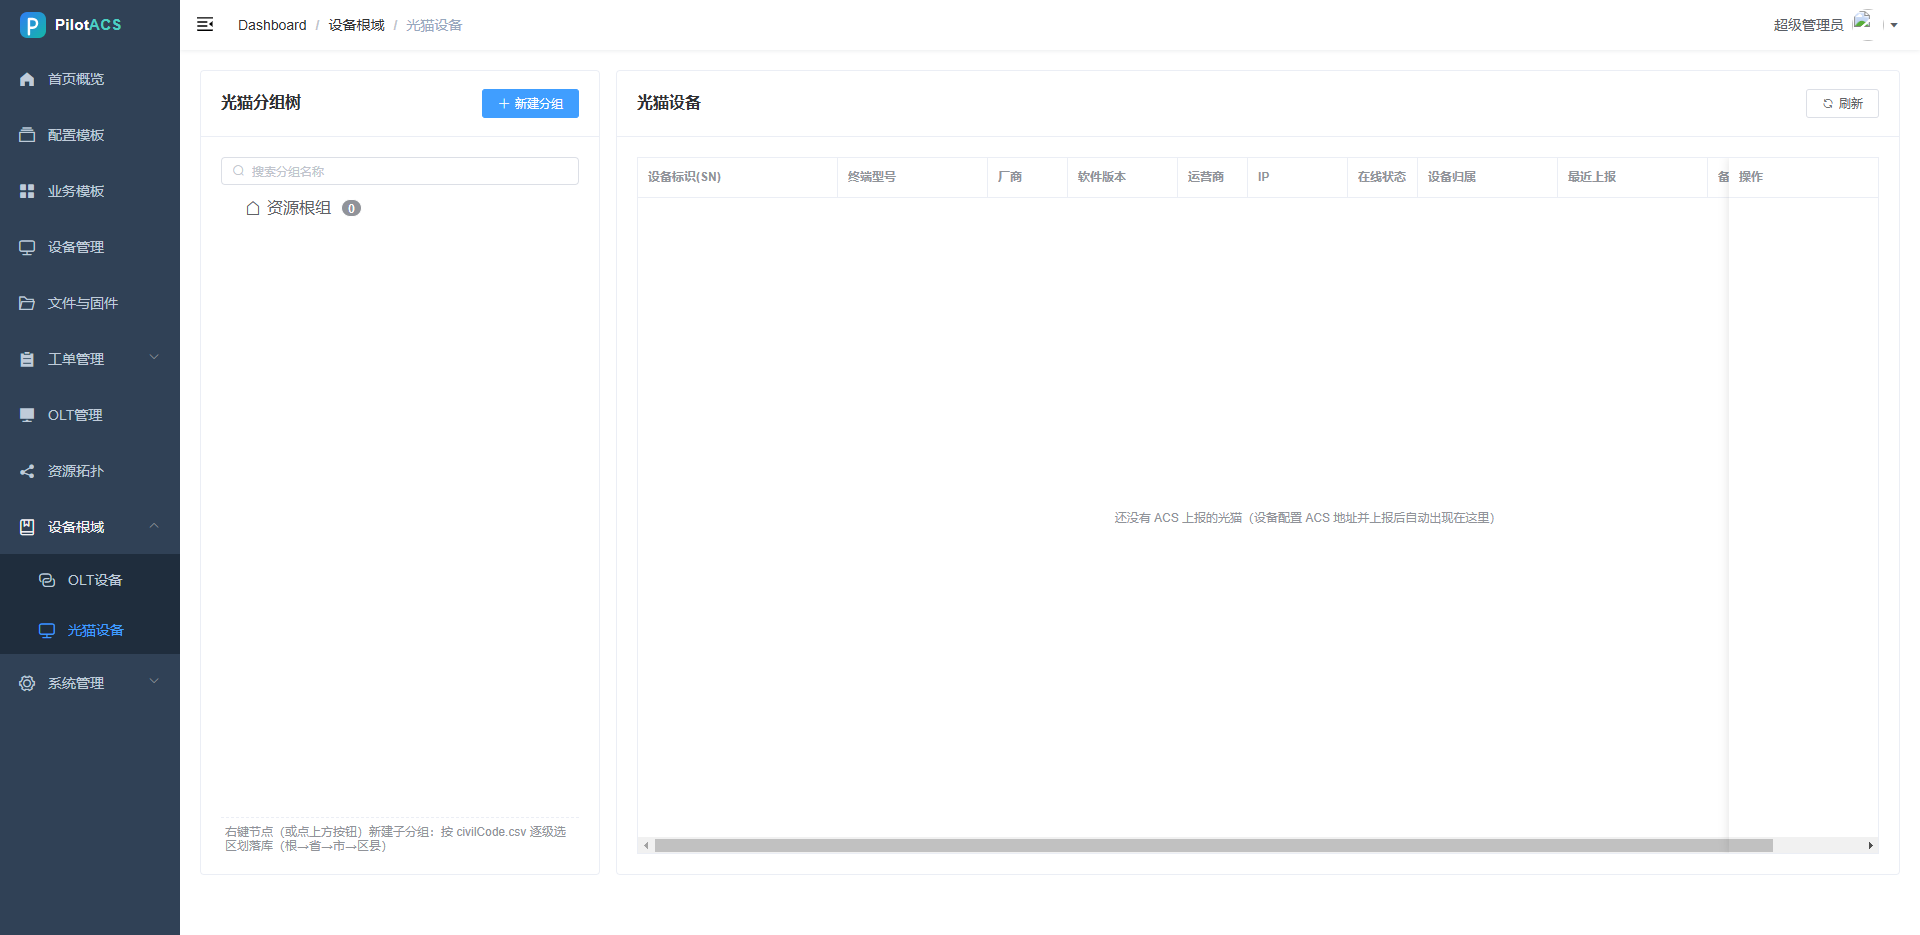 PilotACS
Dashboard / 设备根域 / 光猫设备
超级管理员
首页概览
配置模板
业务模板
设备管理
文件与固件
工单管理
OLT管理
资源拓扑
设备根域
OLT设备
光猫设备
系统管理
光猫分组树
+ 新建分组
搜索分组名称
资源根组 0
右键节点（或点上方按钮）新建子分组：按 civilCode.csv 逐级选
区划落库（根→省→市→区县）
光猫设备
刷新
设备标识(SN) 终端型号 厂商 软件版本 运营商 IP 在线状态 设备归属 最近上报 备 操作
还没有 ACS 上报的光猫（设备配置 ACS 地址并上报后自动出现在这里）